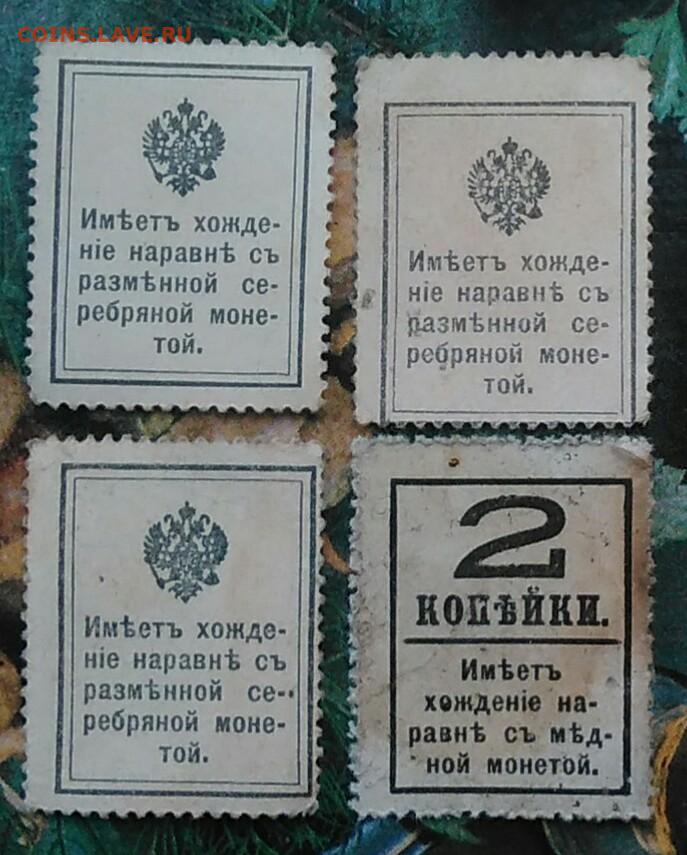 COINS.LAVE.RU
Имѣетъ хожде-
ніе наравнѣ съ
размѣнной се-
ребряной моне-
той.
Имѣетъ хожде-
ніе наравнѣ съ
размѣнной се-
ребряной моне-
той.
Имѣетъ хожде-
ніе наравнѣ съ
размѣнной се-
ребряной моне-
той.
2
КОПѢЙКИ.
Имѣетъ
хожденіе на-
равнѣ съ мѣд-
ной монетой.